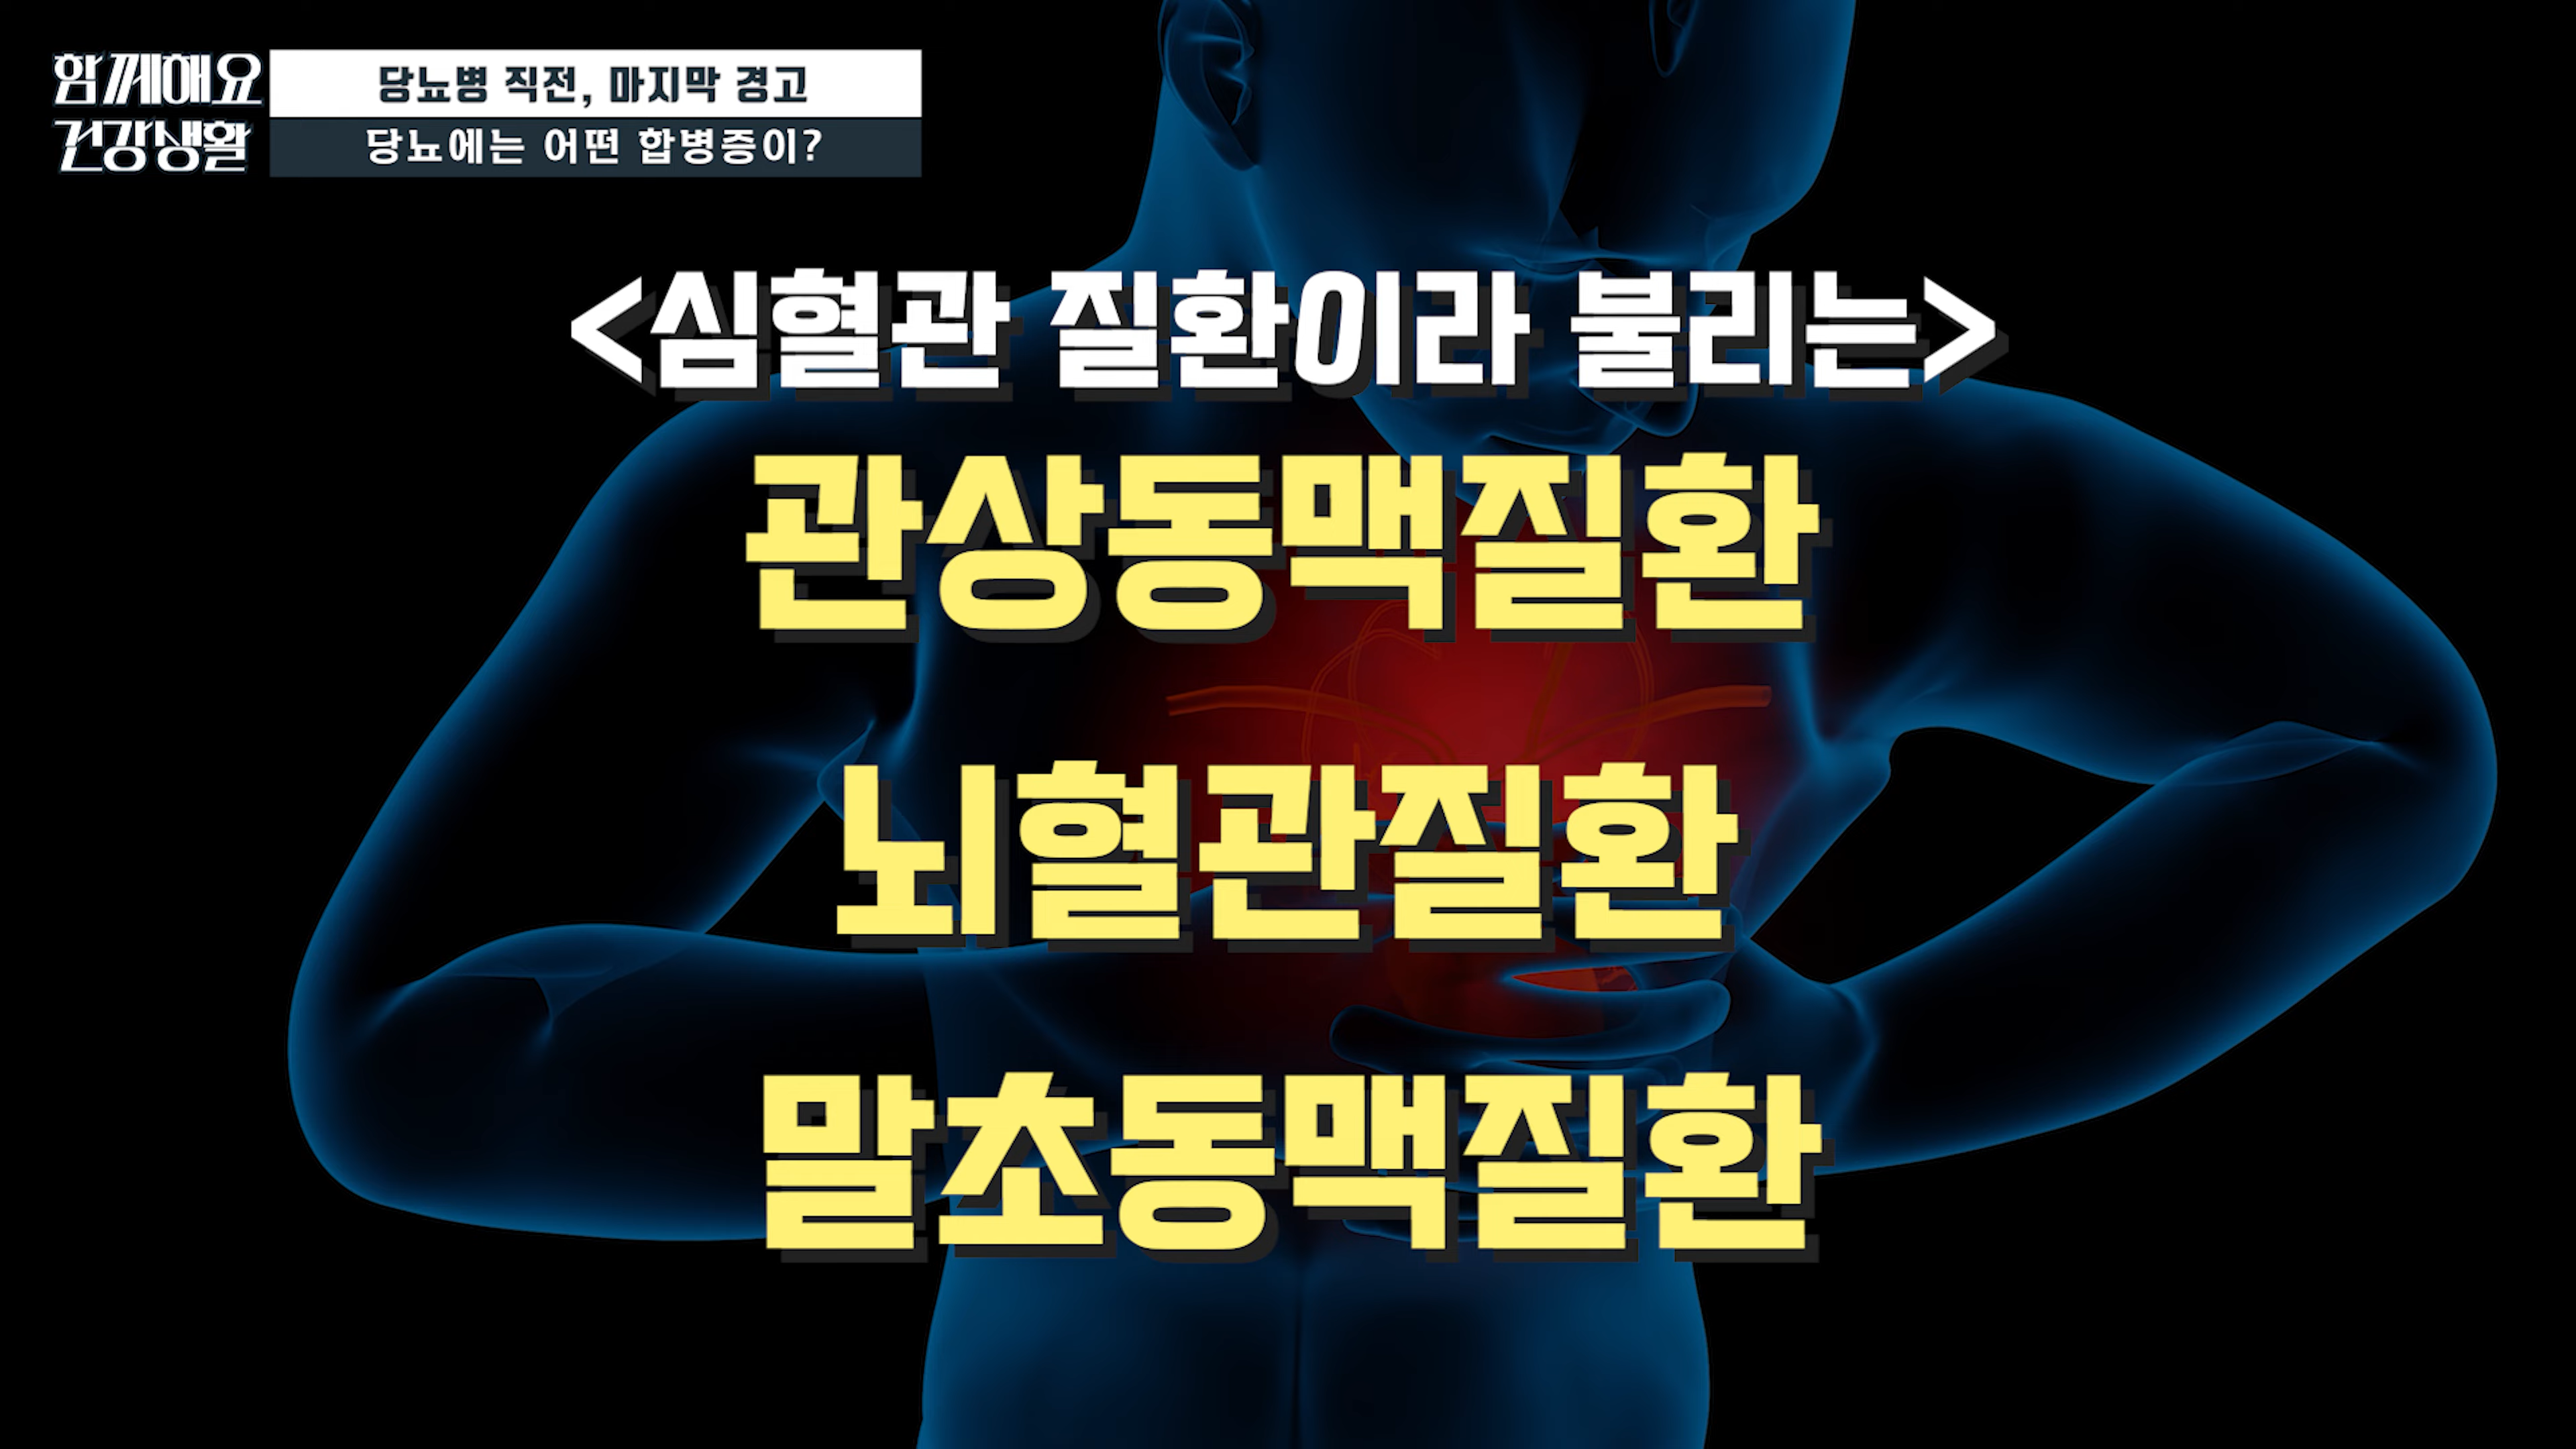 함께해요
건강생활
당뇨병 직전, 마지막 경고
당뇨에는 어떤 합병증이?
<심혈관 질환이라 불리는>
관상동맥질환
뇌혈관질환
말초동맥질환